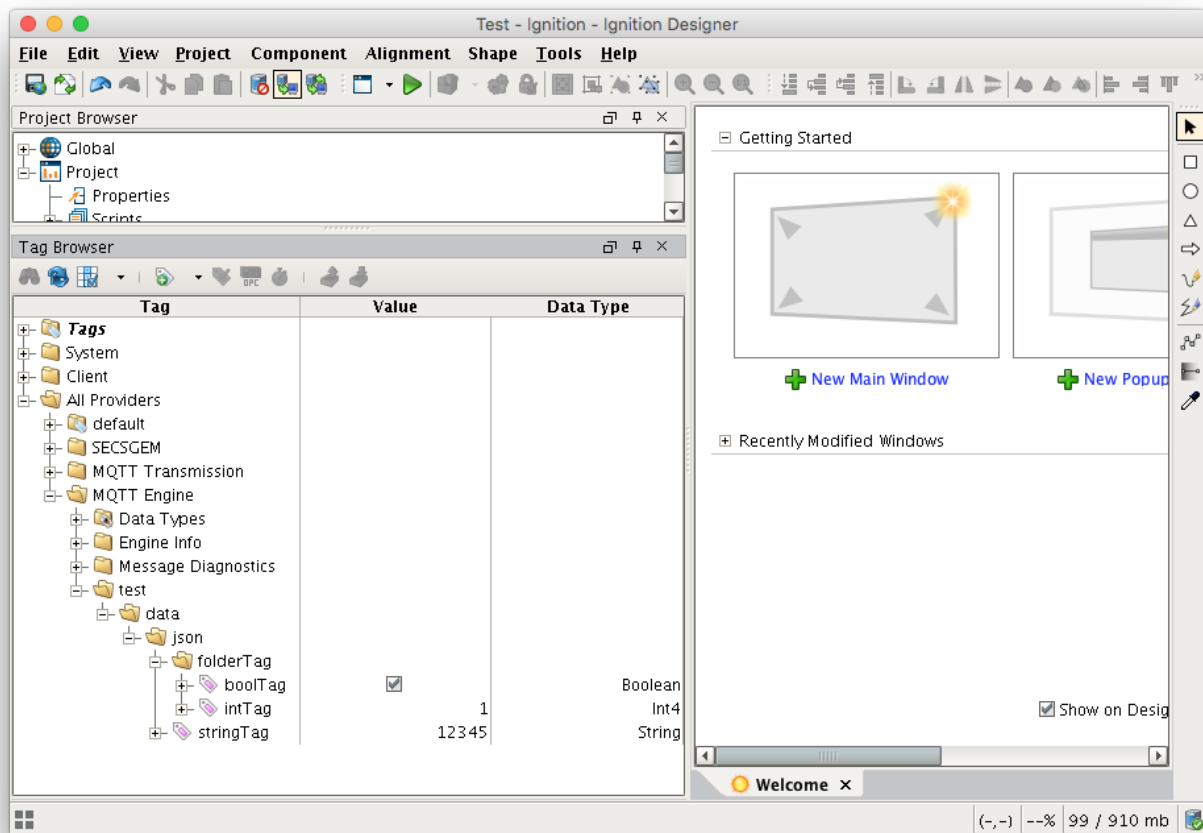 Test - Ignition - Ignition Designer
File Edit View Project Component Alignment Shape Tools Help
Project Browser
Global
Project
Properties
Scripts
Tag Browser
OPC
Tag Value Data Type
Tags
System
Client
All Providers
default
SECSGEM
MQTT Transmission
MQTT Engine
Data Types
Engine Info
Message Diagnostics
test
data
json
folderTag
boolTag Boolean
intTag 1 Int4
stringTag 12345 String
Getting Started
New Main Window
New Popup
Recently Modified Windows
Show on Desig
Welcome
(-,-) --% 99 / 910 mb